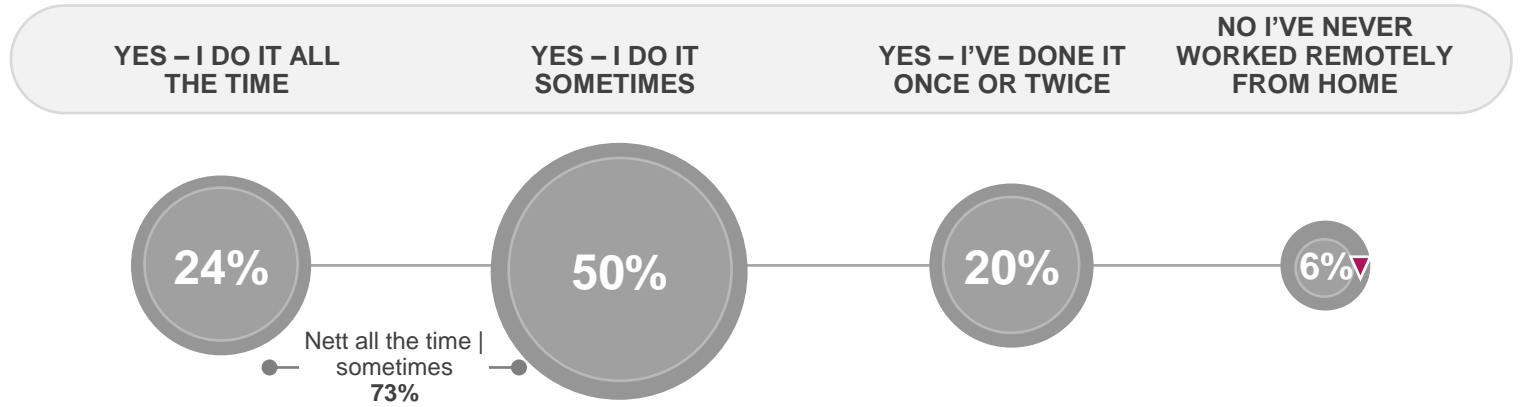 YES – I DO IT ALL
THE TIME
YES – I DO IT
SOMETIMES
YES – I'VE DONE IT
ONCE OR TWICE
NO I'VE NEVER
WORKED REMOTELY
FROM HOME
24%
50%
20%
6%
Nett all the time |
sometimes
73%